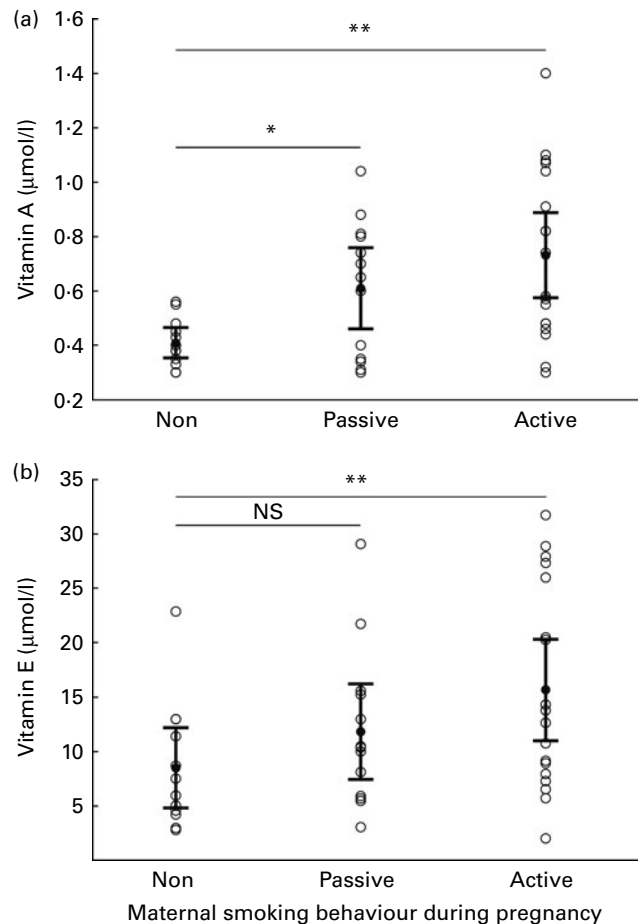 (a)
1·6
**
1·4
1·2
*
1·0
0·8
0·6
0·4
0·2
Vitamin A (μmol/l)
Non Passive Active
(b)
35
**
NS
30
25
20
15
10
5
Vitamin E (μmol/l)
Non Passive Active
Maternal smoking behaviour during pregnancy